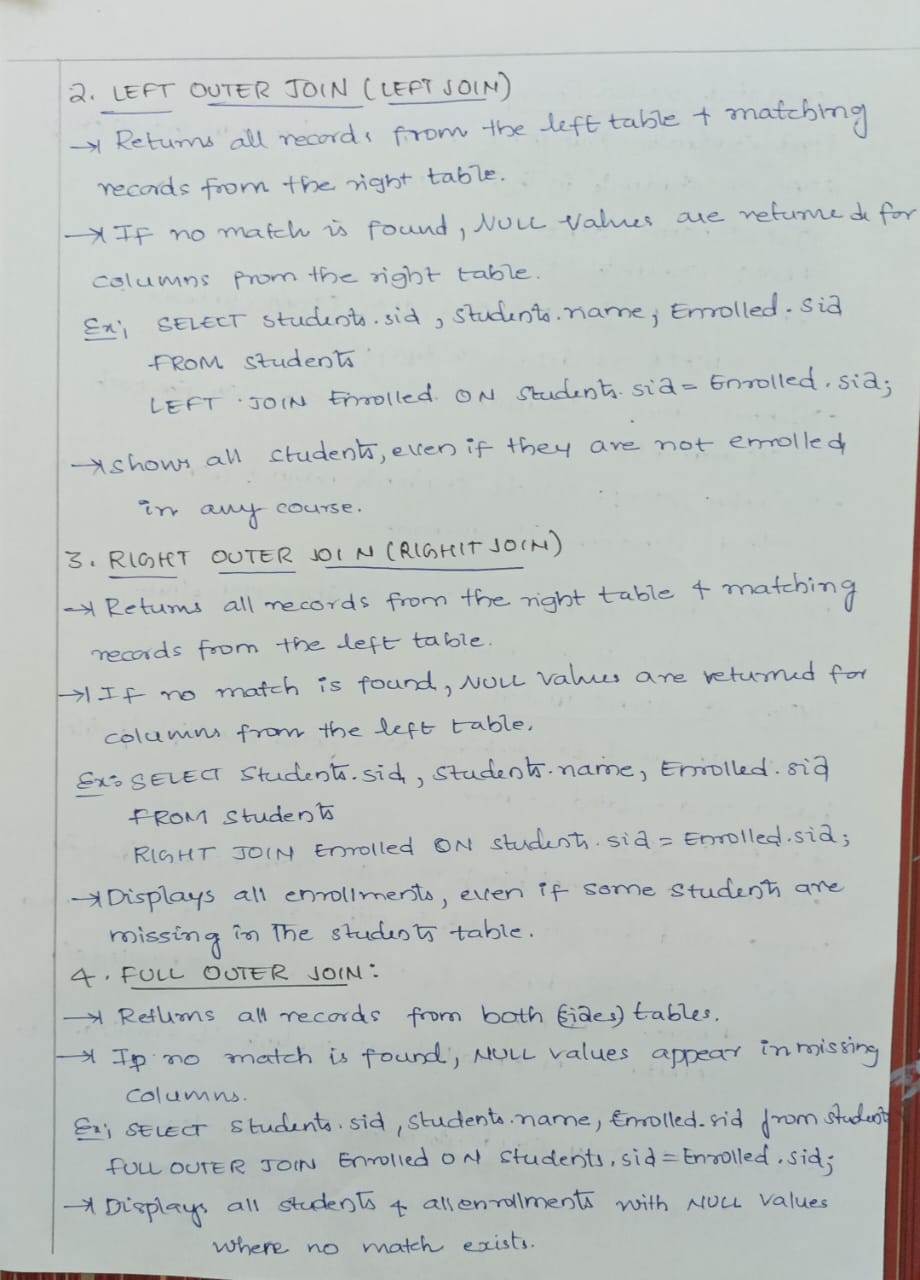 2. LEFT OUTER JOIN (LEFT JOIN)
→ Returns all records from the left table + matching
records from the right table.
→ If no match is found, NULL values are returned for
columns from the right table.
Ex; SELECT Students.sid, Students.name, Enrolled.sid
FROM Students
LEFT JOIN Enrolled ON Students.sid = Enrolled.sid;
→ shows all students, even if they are not enrolled
in any course.
3. RIGHT OUTER JOIN (RIGHIT JOIN)
→ Returns all records from the right table & matching
records from the left table.
→ If no match is found, NULL values are returned for
columns from the left table.
Ex: SELECT Students.sid, Students.name, Enrolled.sid
FROM Students
RIGHT JOIN Enrolled ON students.sid = Enrolled.sid;
→ Displays all enrollments, even if some students are
missing in The students table.
4. FULL OUTER JOIN:
→ Returns all records from both (sides) tables.
→ If no match is found, NULL values appear in missing
columns.
Ex; SELECT Students.sid, Students.name, Enrolled.sid from students
FULL OUTER JOIN Enrolled ON Students.sid = Enrolled.sid;
→ Displays all students & all enrollments with NULL values
where no match exists.